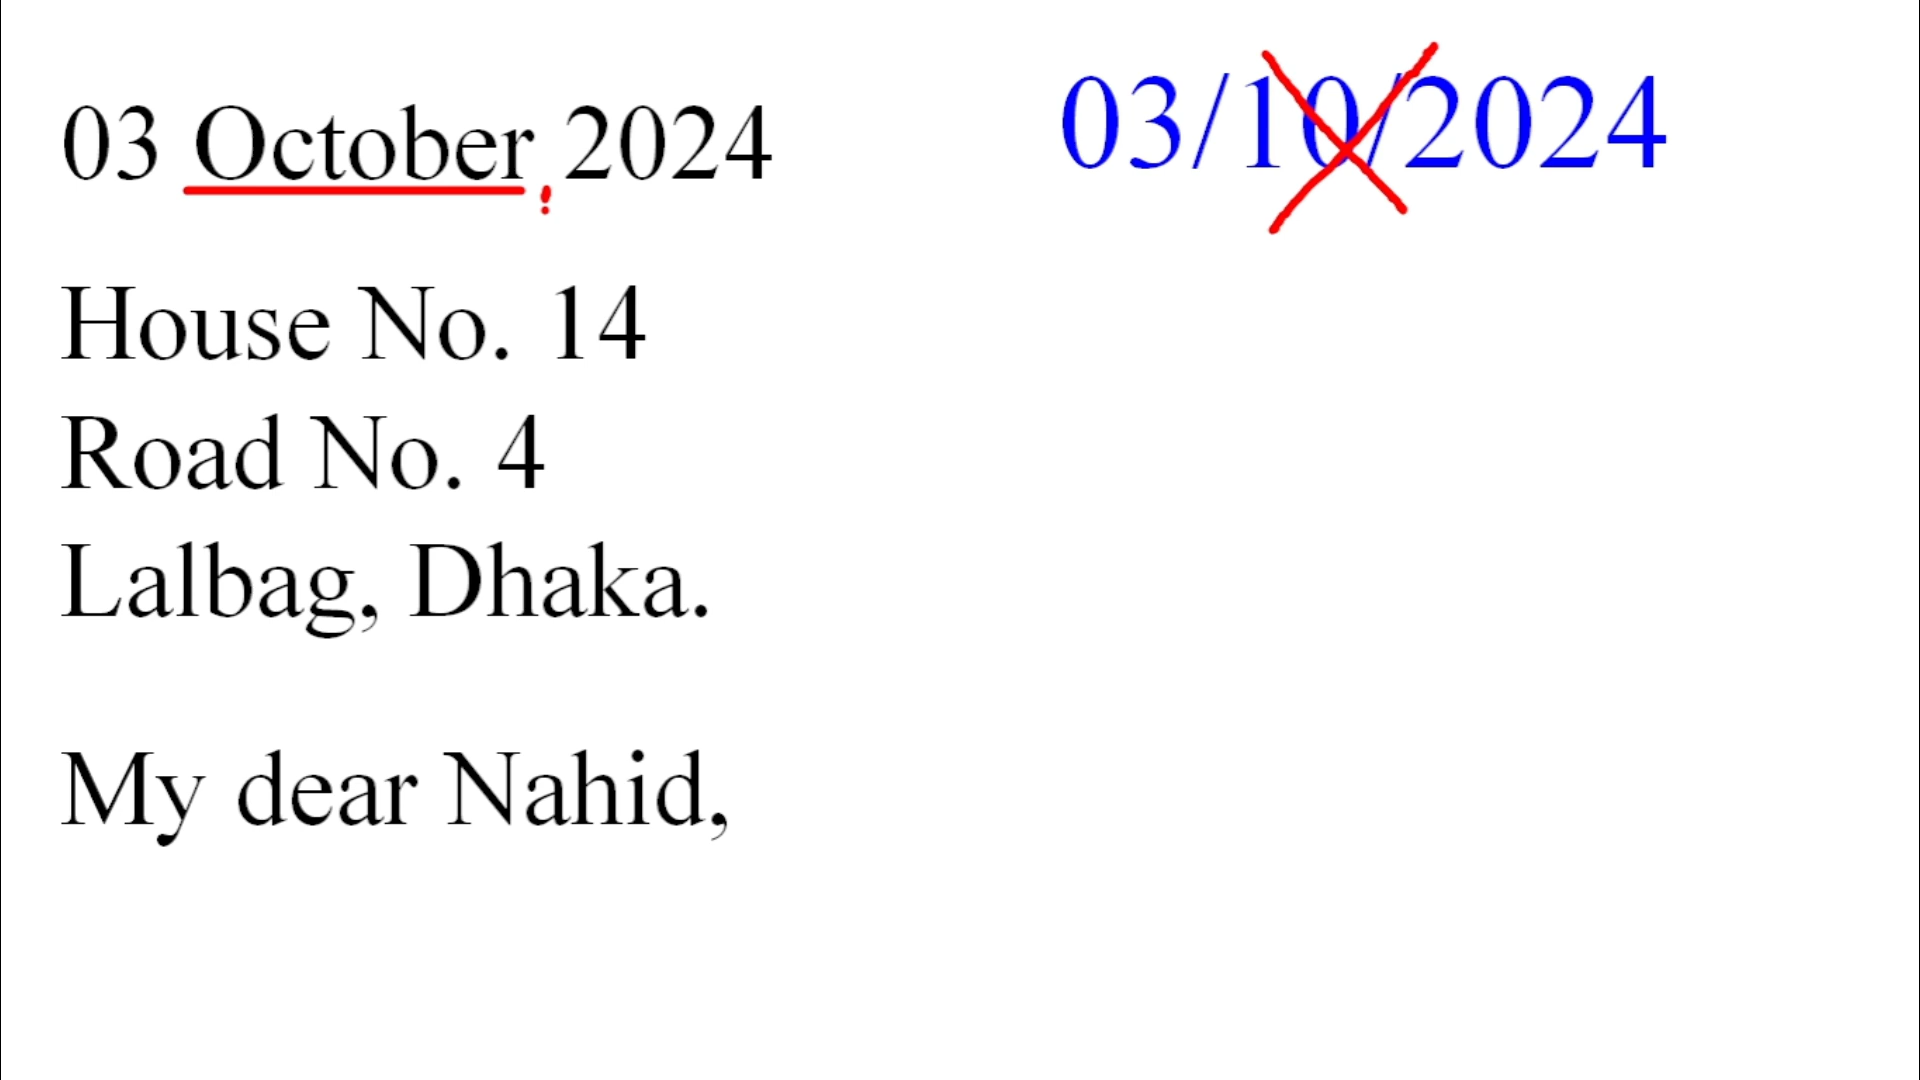 03 October 2024
03/10/2024
House No. 14
Road No. 4
Lalbag, Dhaka.
My dear Nahid,